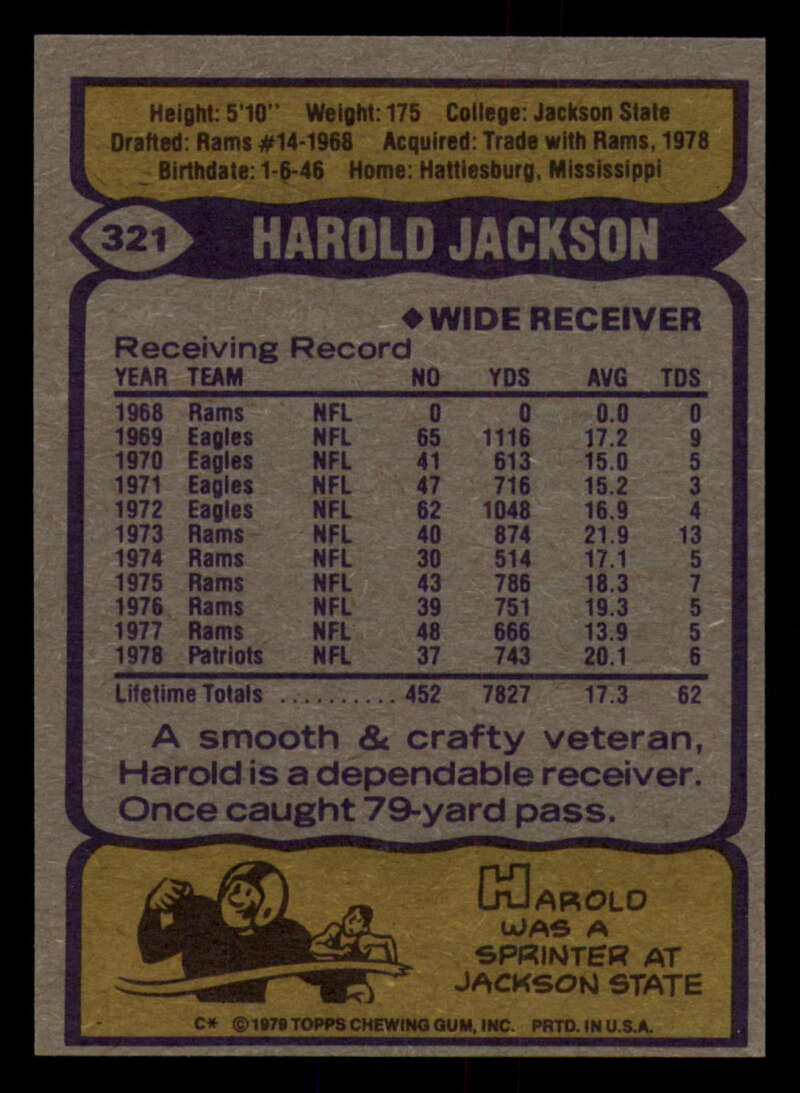 Height: 5'10" Weight: 175 College: Jackson State
Drafted: Rams #14-1968 Acquired: Trade with Rams, 1978
Birthdate: 1-6-46 Home: Hattiesburg, Mississippi
321 HAROLD JACKSON
◆WIDE RECEIVER
Receiving Record
YEAR TEAM NO YDS AVG TDS
1968 Rams NFL 0 0 0.0 0
1969 Eagles NFL 65 1116 17.2 9
1970 Eagles NFL 41 613 15.0 5
1971 Eagles NFL 47 716 15.2 3
1972 Eagles NFL 62 1048 16.9 4
1973 Rams NFL 40 874 21.9 13
1974 Rams NFL 30 514 17.1 5
1975 Rams NFL 43 786 18.3 7
1976 Rams NFL 39 751 19.3 5
1977 Rams NFL 48 666 13.9 5
1978 Patriots NFL 37 743 20.1 6
Lifetime Totals .......... 452 7827 17.3 62
A smooth & crafty veteran,
Harold is a dependable receiver.
Once caught 79-yard pass.
HAROLD
WAS A
SPRINTER AT
JACKSON STATE
C* ©1979 TOPPS CHEWING GUM, INC. PRTD. IN U.S.A.